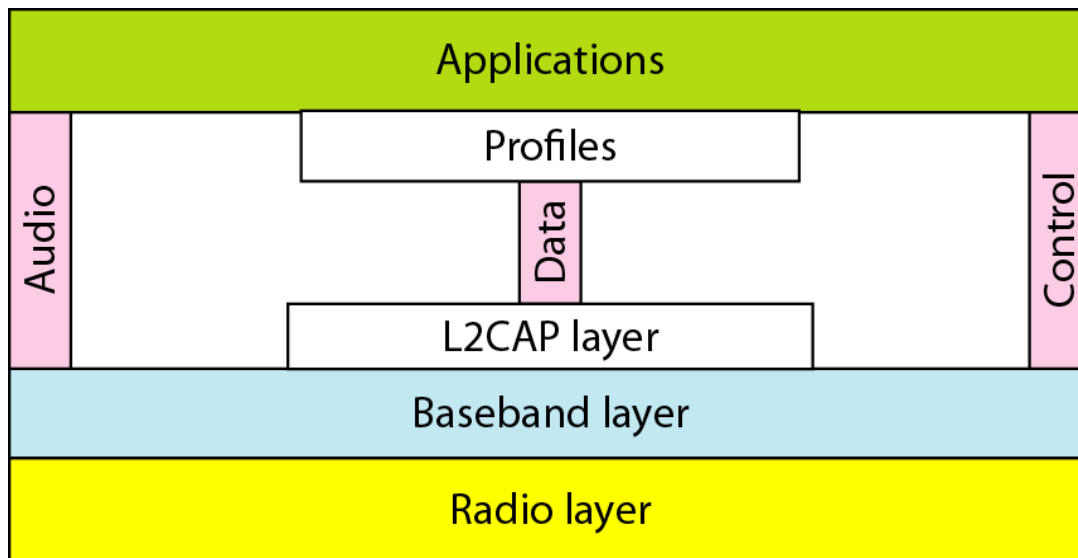 Applications
Profiles
Audio
Data
Control
L2CAP layer
Baseband layer
Radio layer